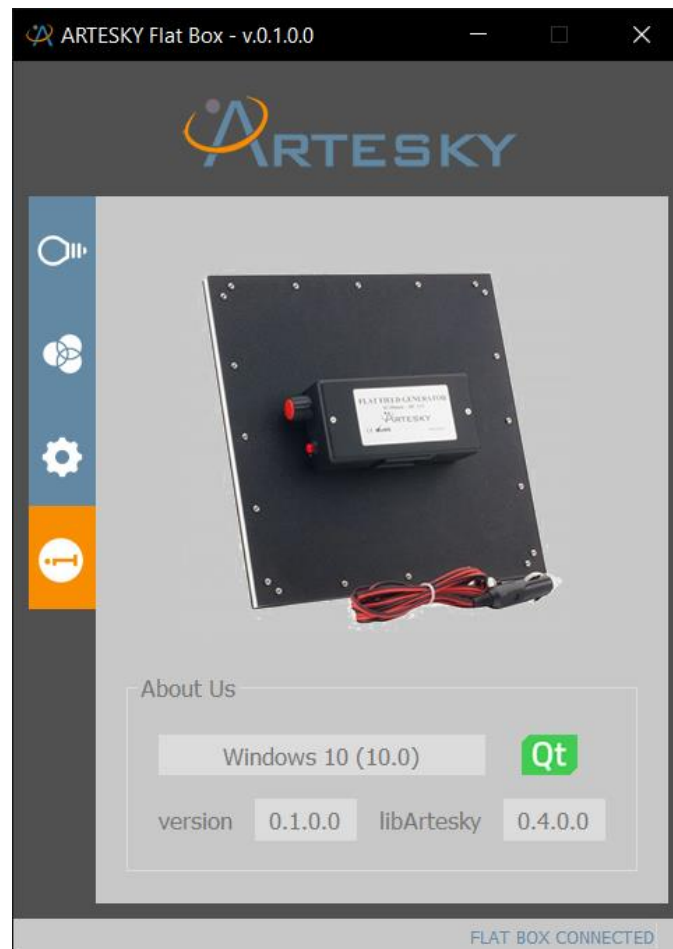 ARTESKY Flat Box - v.0.1.0.0
ARTESKY
FLAT FIELD GENERATOR
ARTESKY
About Us
Windows 10 (10.0)
Qt
version 0.1.0.0 libArtesky 0.4.0.0
FLAT BOX CONNECTED